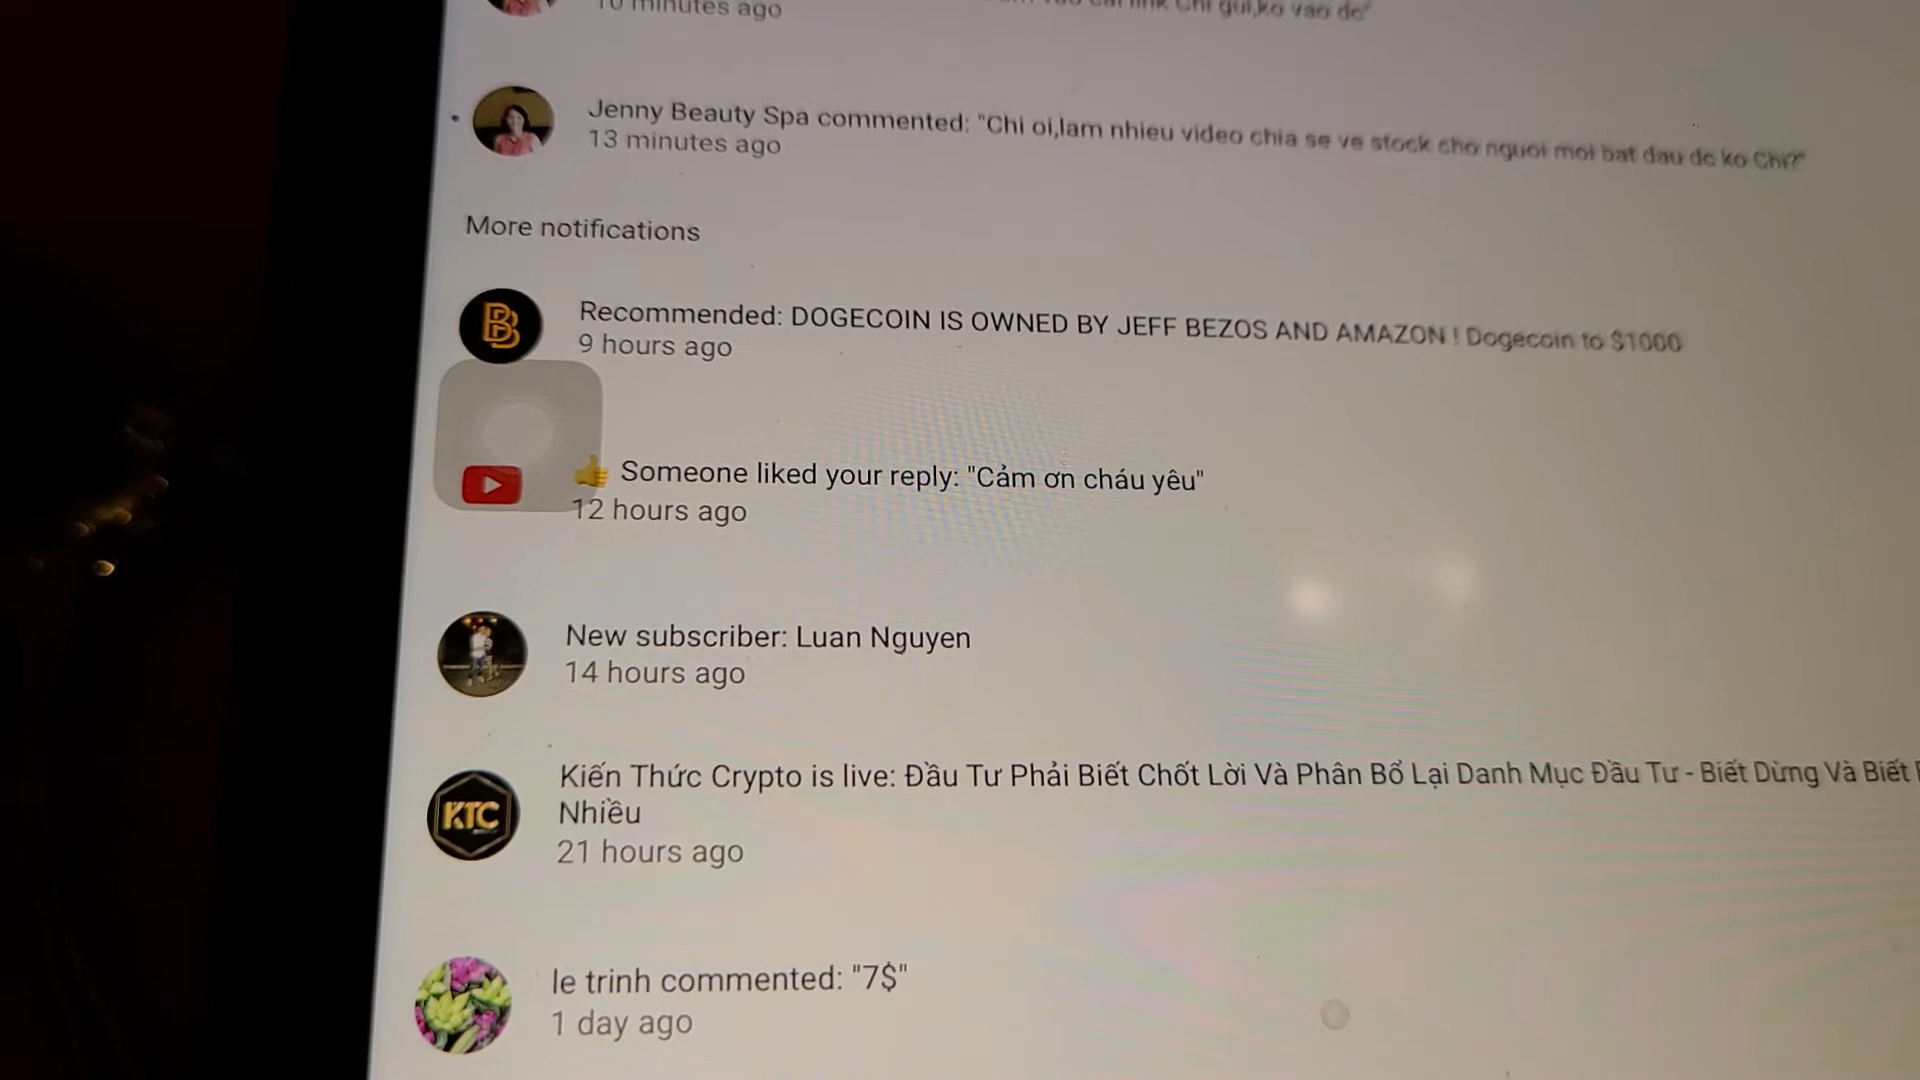 10 minutes ago
Jenny Beauty Spa commented: "Chi oi,lam nhieu video chia se ve stock cho nguoi moi bat dau dc ko Chi?"
13 minutes ago
More notifications
Recommended: DOGECOIN IS OWNED BY JEFF BEZOS AND AMAZON ! Dogecoin to $1000
9 hours ago
👍 Someone liked your reply: "Cảm ơn cháu yêu"
12 hours ago
New subscriber: Luan Nguyen
14 hours ago
Kiến Thức Crypto is live: Đầu Tư Phải Biết Chốt Lời Và Phân Bổ Lại Danh Mục Đầu Tư - Biết Dừng Và Biết
Nhiều
KTC
21 hours ago
le trinh commented: "7$"
1 day ago